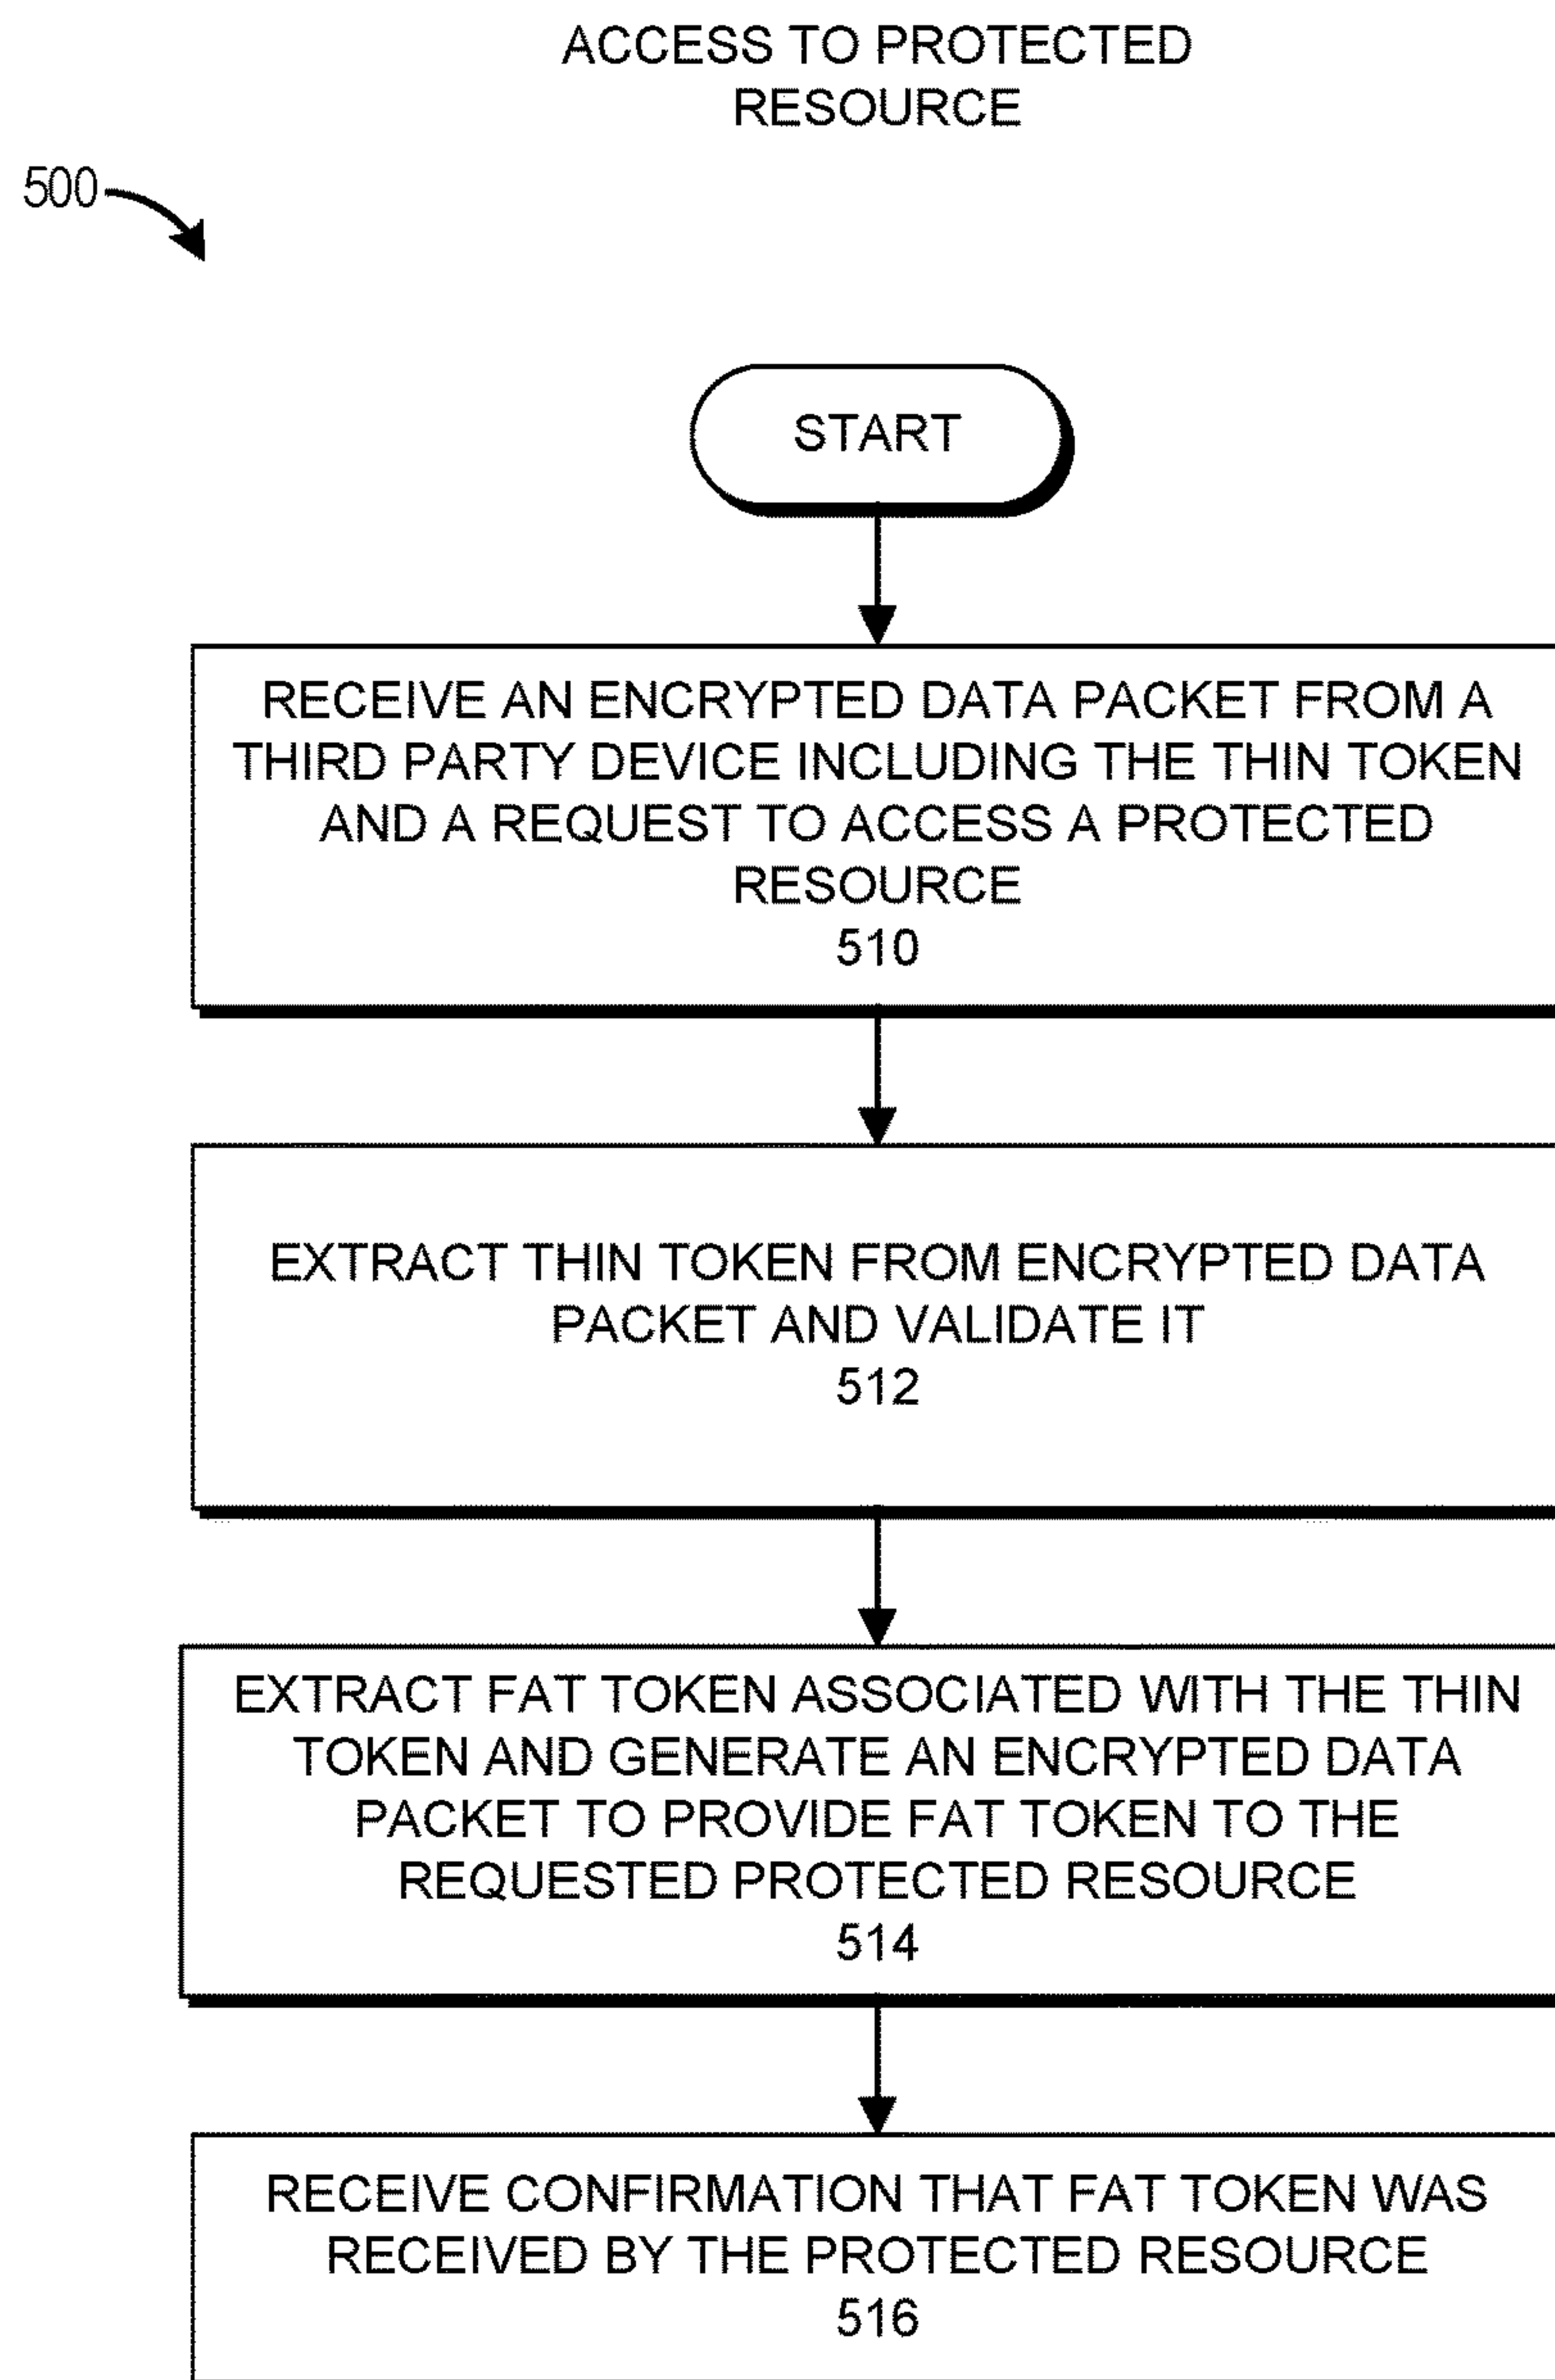 ACCESS TO PROTECTED
RESOURCE
500
START
RECEIVE AN ENCRYPTED DATA PACKET FROM A
THIRD PARTY DEVICE INCLUDING THE THIN TOKEN
AND A REQUEST TO ACCESS A PROTECTED
RESOURCE
510
EXTRACT THIN TOKEN FROM ENCRYPTED DATA
PACKET AND VALIDATE IT
512
EXTRACT FAT TOKEN ASSOCIATED WITH THE THIN
TOKEN AND GENERATE AN ENCRYPTED DATA
PACKET TO PROVIDE FAT TOKEN TO THE
REQUESTED PROTECTED RESOURCE
514
RECEIVE CONFIRMATION THAT FAT TOKEN WAS
RECEIVED BY THE PROTECTED RESOURCE
516